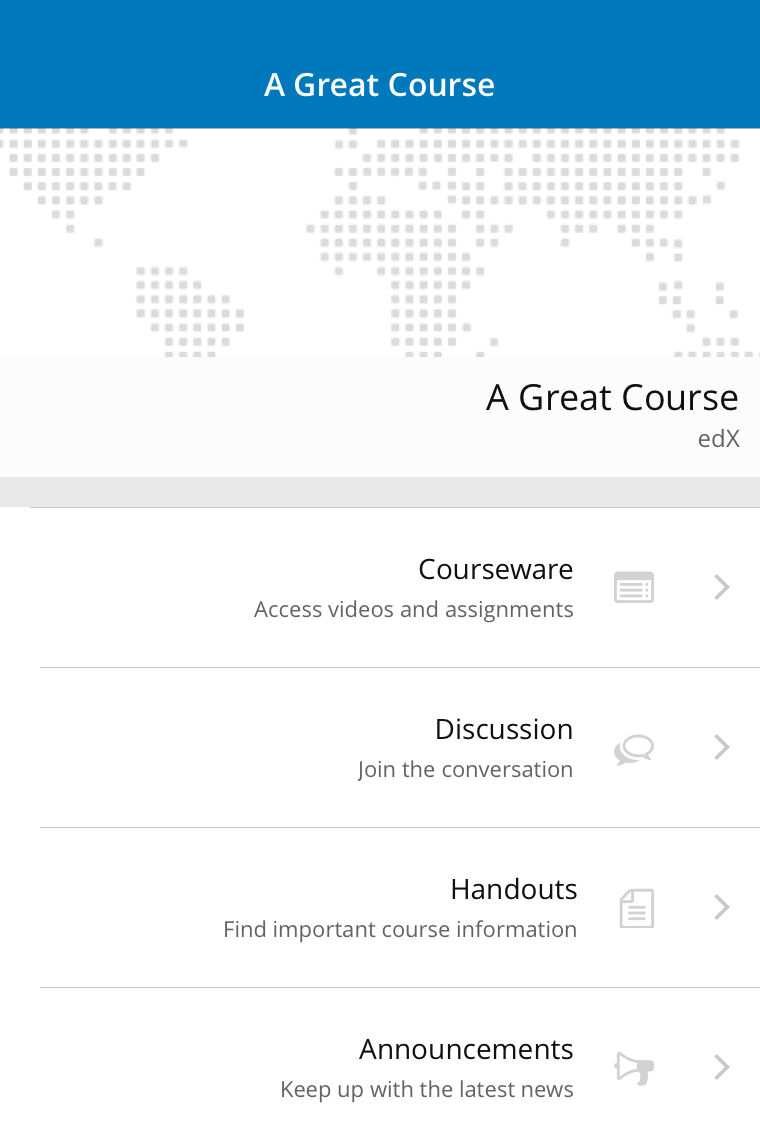 A Great Course
A Great Course
edX
Courseware
Access videos and assignments
Discussion
Join the conversation
Handouts
Find important course information
Announcements
Keep up with the latest news